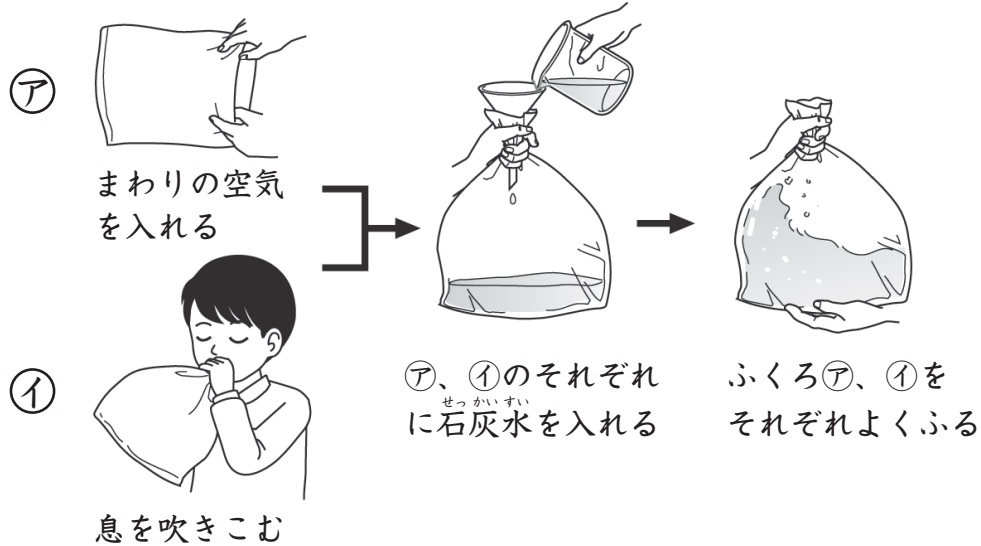 ㋐
まわりの空気
を入れる
㋑
息を吹きこむ
㋐、㋑のそれぞれ
せっかいすい
に石灰水を入れる
ふくろ㋐、㋑を
それぞれよくふる